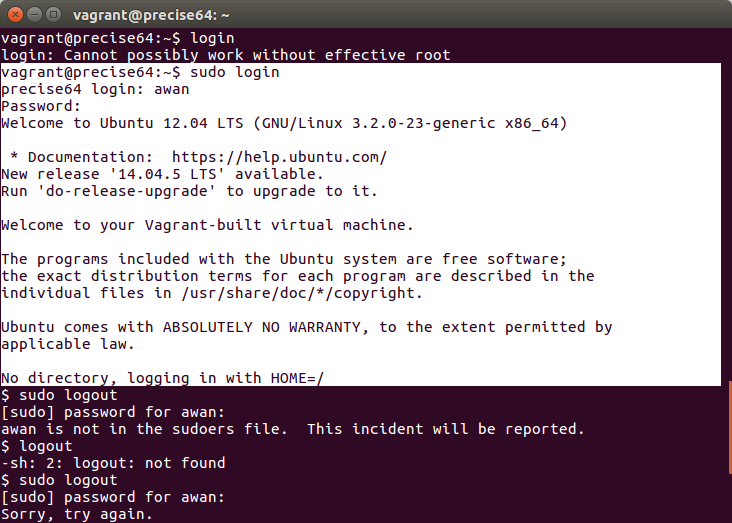 vagrant@precise64: ~
vagrant@precise64:~$ login
login: Cannot possibly work without effective root
vagrant@precise64:~$ sudo login
precise64 login: awan
Password:
Welcome to Ubuntu 12.04 LTS (GNU/Linux 3.2.0-23-generic x86_64)
* Documentation:  https://help.ubuntu.com/
New release '14.04.5 LTS' available.
Run 'do-release-upgrade' to upgrade to it.
Welcome to your Vagrant-built virtual machine.
The programs included with the Ubuntu system are free software;
the exact distribution terms for each program are described in the
individual files in /usr/share/doc/*/copyright.
Ubuntu comes with ABSOLUTELY NO WARRANTY, to the extent permitted by
applicable law.
No directory, logging in with HOME=/
$ sudo logout
[sudo] password for awan:
awan is not in the sudoers file.  This incident will be reported.
$ logout
-sh: 2: logout: not found
$ sudo logout
[sudo] password for awan:
Sorry, try again.